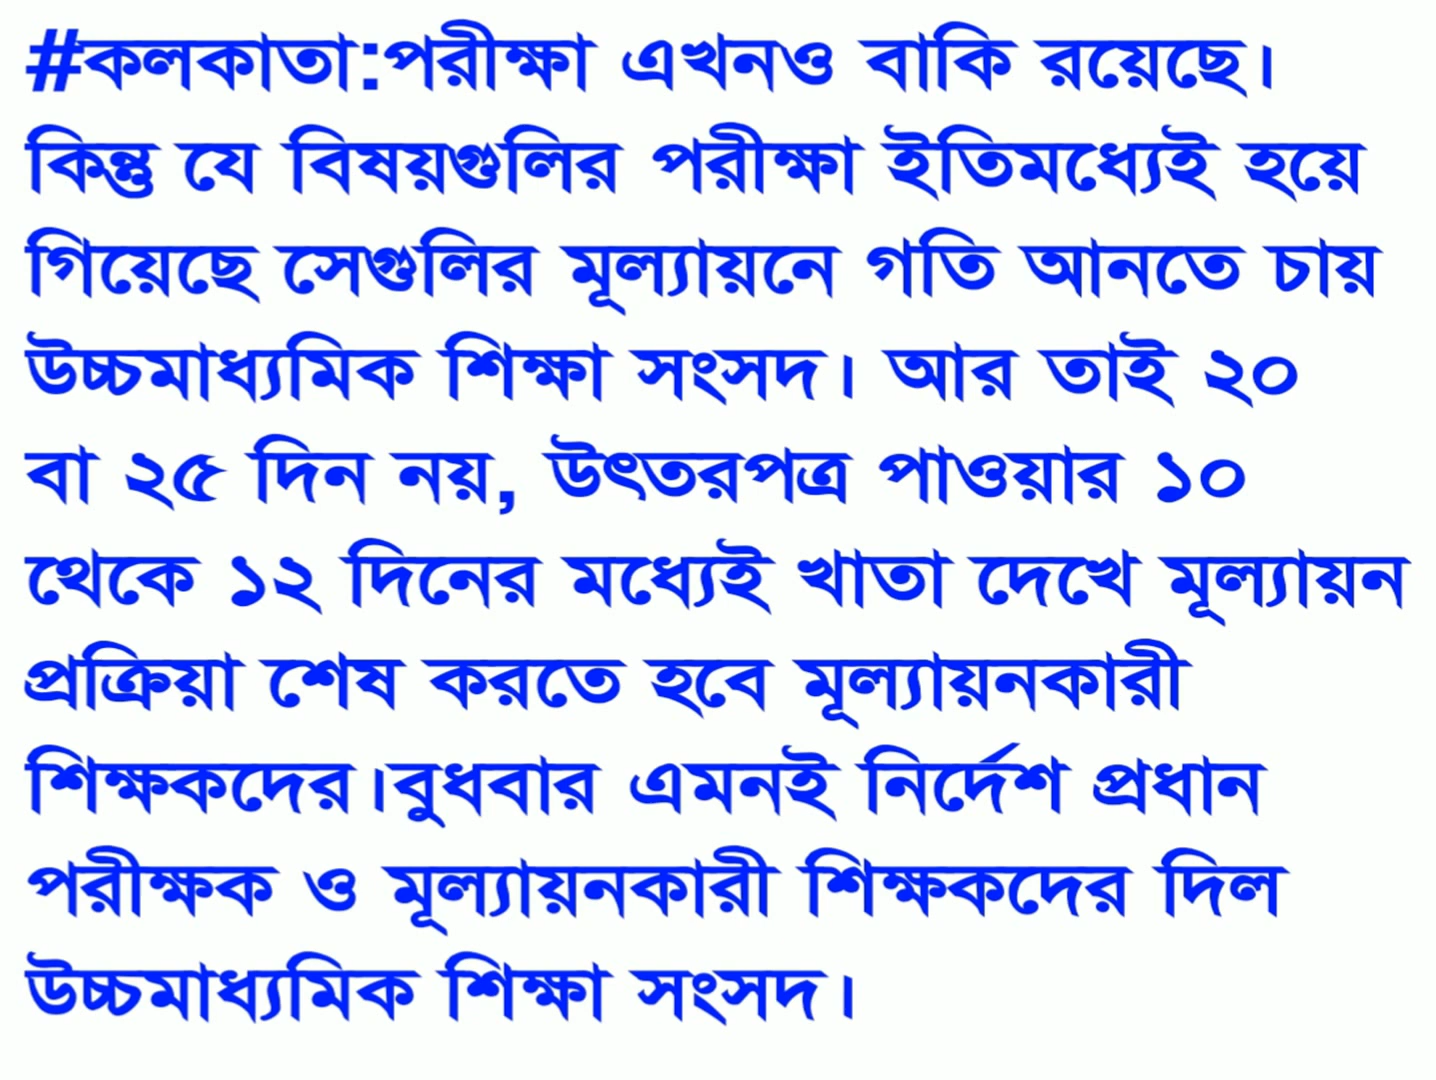 #কলকাতা:পরীক্ষা এখনও বাকি রয়েছে।
কিন্তু যে বিষয়গুলির পরীক্ষা ইতিমধ্যেই হয়ে
গিয়েছে সেগুলির মূল্যায়নে গতি আনতে চায়
উচ্চমাধ্যমিক শিক্ষা সংসদ। আর তাই ২০
বা ২৫ দিন নয়, উৎতরপত্র পাওয়ার ১০
থেকে ১২ দিনের মধ্যেই খাতা দেখে মূল্যায়ন
প্রক্রিয়া শেষ করতে হবে মূল্যায়নকারী
শিক্ষকদের।বুধবার এমনই নির্দেশ প্রধান
পরীক্ষক ও মূল্যায়নকারী শিক্ষকদের দিল
উচ্চমাধ্যমিক শিক্ষা সংসদ।